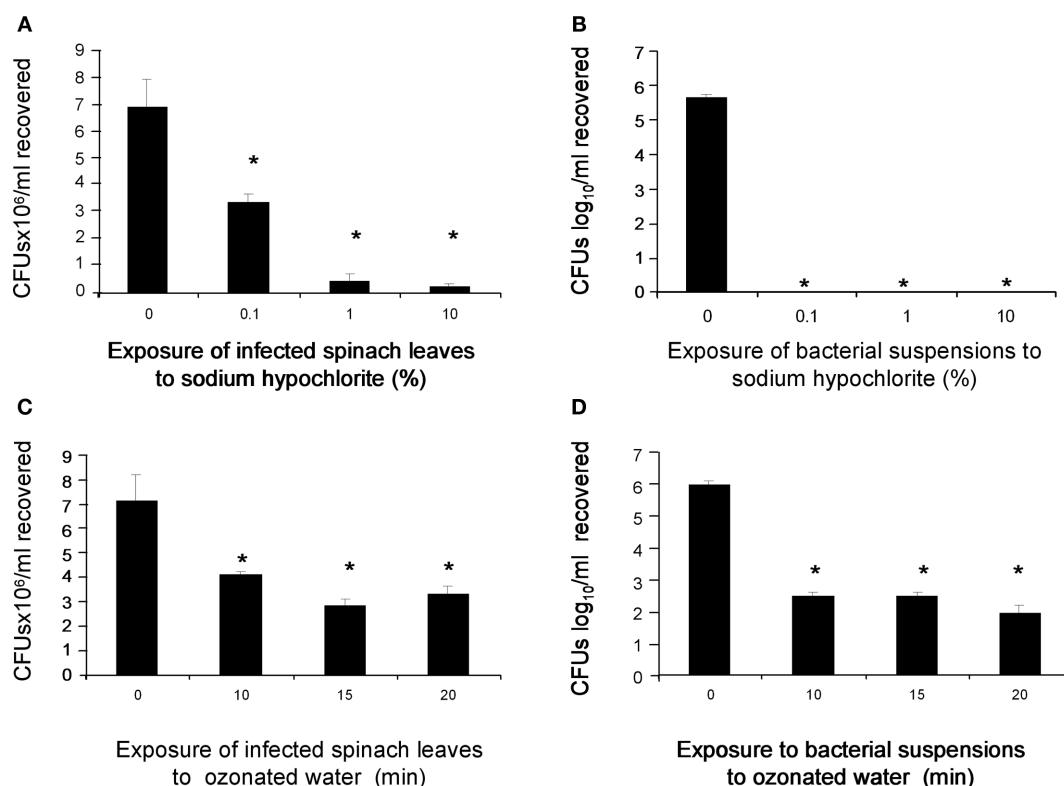 A
CFUsx10⁶/ml recovered
9
8
7
6
5
4
3
2
1
0
*
*
*
0 0.1 1 10
Exposure of infected spinach leaves
to sodium hypochlorite (%)
B
CFUs log₁₀/ml recovered
7
6
5
4
3
2
1
0
* * *
0 0.1 1 10
Exposure of bacterial suspensions to
sodium hypochlorite (%)
C
CFUsx10⁶/ml recovered
9
8
7
6
5
4
3
2
1
0
* * *
0 10 15 20
Exposure of infected spinach leaves
to ozonated water (min)
D
CFUs log₁₀/ml recovered
7
6
5
4
3
2
1
0
* * *
0 10 15 20
Exposure to bacterial suspensions
to ozonated water (min)